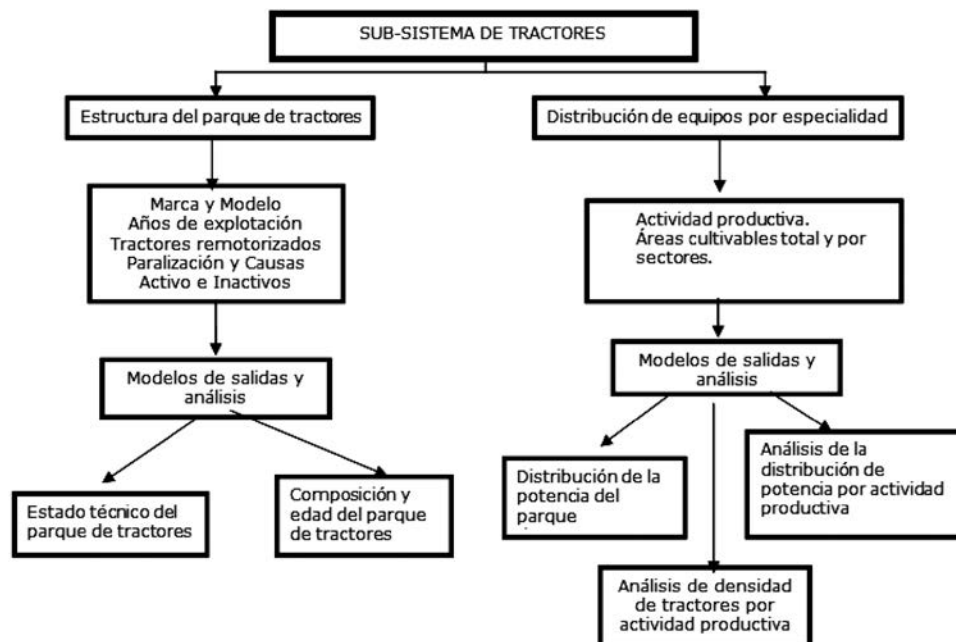 SUB-SISTEMA DE TRACTORES
Estructura del parque de tractores
Distribución de equipos por especialidad
Marca y Modelo
Años de explotación
Tractores remotorizados
Paralización y Causas
Activo e Inactivos
Actividad productiva.
Áreas cultivables total y por
sectores.
Modelos de salidas y
análisis
Modelos de salidas y
análisis
Estado técnico del
parque de tractores
Composición y
edad del parque
de tractores
Distribución de la
potencia del
parque
Análisis de la
distribución de
potencia por actividad
productiva
Análisis de densidad
de tractores por
actividad productiva